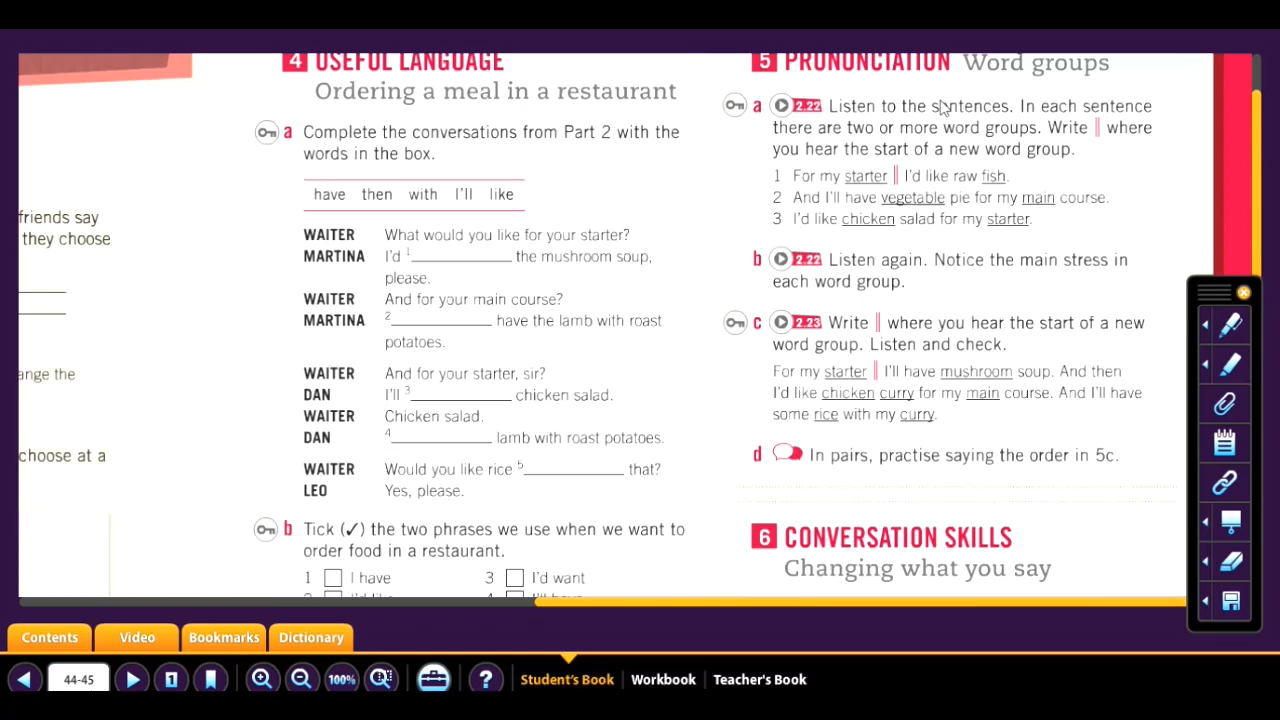 friends say
they choose
ange the
choose at a
4 USEFUL LANGUAGE
Ordering a meal in a restaurant
a Complete the conversations from Part 2 with the
words in the box.
have then with I'll like
WAITER What would you like for your starter?
MARTINA I'd 1____________ the mushroom soup,
please.
WAITER And for your main course?
MARTINA 2____________ have the lamb with roast
potatoes.
WAITER And for your starter, sir?
DAN I'll 3____________ chicken salad.
WAITER Chicken salad.
DAN 4____________ lamb with roast potatoes.
WAITER Would you like rice 5____________ that?
LEO Yes, please.
b Tick (✓) the two phrases we use when we want to
order food in a restaurant.
1 I have 3 I'd want
5 PRONUNCIATION Word groups
a 2.22 Listen to the sentences. In each sentence
there are two or more word groups. Write || where
you hear the start of a new word group.
1 For my starter || I'd like raw fish.
2 And I'll have vegetable pie for my main course.
3 I'd like chicken salad for my starter.
b 2.22 Listen again. Notice the main stress in
each word group.
c 2.23 Write || where you hear the start of a new
word group. Listen and check.
For my starter || I'll have mushroom soup. And then
I'd like chicken curry for my main course. And I'll have
some rice with my curry.
d In pairs, practise saying the order in 5c.
6 CONVERSATION SKILLS
Changing what you say
Contents Video Bookmarks Dictionary
44-45 1 100% ? Student's Book Workbook Teacher's Book